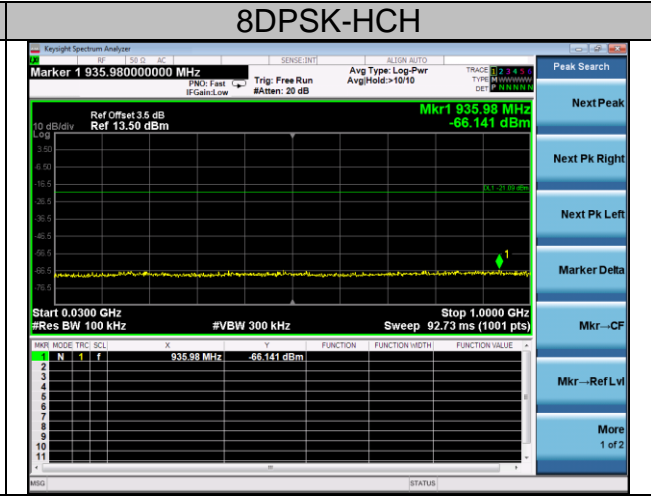 8DPSK-HCH
Keysight Spectrum Analyzer
RF 50 Ω AC SENSE:INT ALIGN AUTO
Marker 1 935.980000000 MHz
PNO: Fast
IFGain:Low
Trig: Free Run
#Atten: 20 dB
Avg Type: Log-Pwr
Avg|Hold:>10/10
TRACE 1 2 3 4 5 6
TYPE M W W W W W
DET P N N N N N
Ref Offset 3.5 dB
10 dB/div Ref 13.50 dBm
Log
Mkr1 935.98 MHz
-66.141 dBm
3.50
-6.50
-16.5
DL1 -21.09 dBm
-26.5
-36.5
-46.5
-56.5
1
-66.5
-76.5
Start 0.0300 GHz Stop 1.0000 GHz
#Res BW 100 kHz #VBW 300 kHz Sweep 92.73 ms (1001 pts)
MKR MODE TRC SCL X Y FUNCTION FUNCTION WIDTH FUNCTION VALUE
1 N 1 f 935.98 MHz -66.141 dBm
2
3
4
5
6
7
8
9
10
11
MSG STATUS
Peak Search
Next Peak
Next Pk Right
Next Pk Left
Marker Delta
Mkr→CF
Mkr→Ref Lvl
More
1 of 2